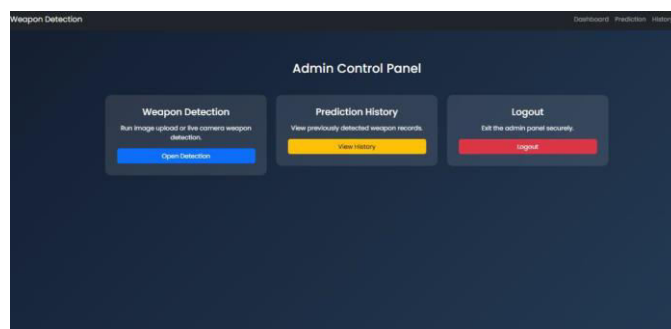 Weapon Detection
Dashboard Prediction History
Admin Control Panel
Weapon Detection
Run image upload or live camera weapon
detection.
Open Detection
Prediction History
View previously detected weapon records.
View History
Logout
Exit the admin panel securely.
Logout